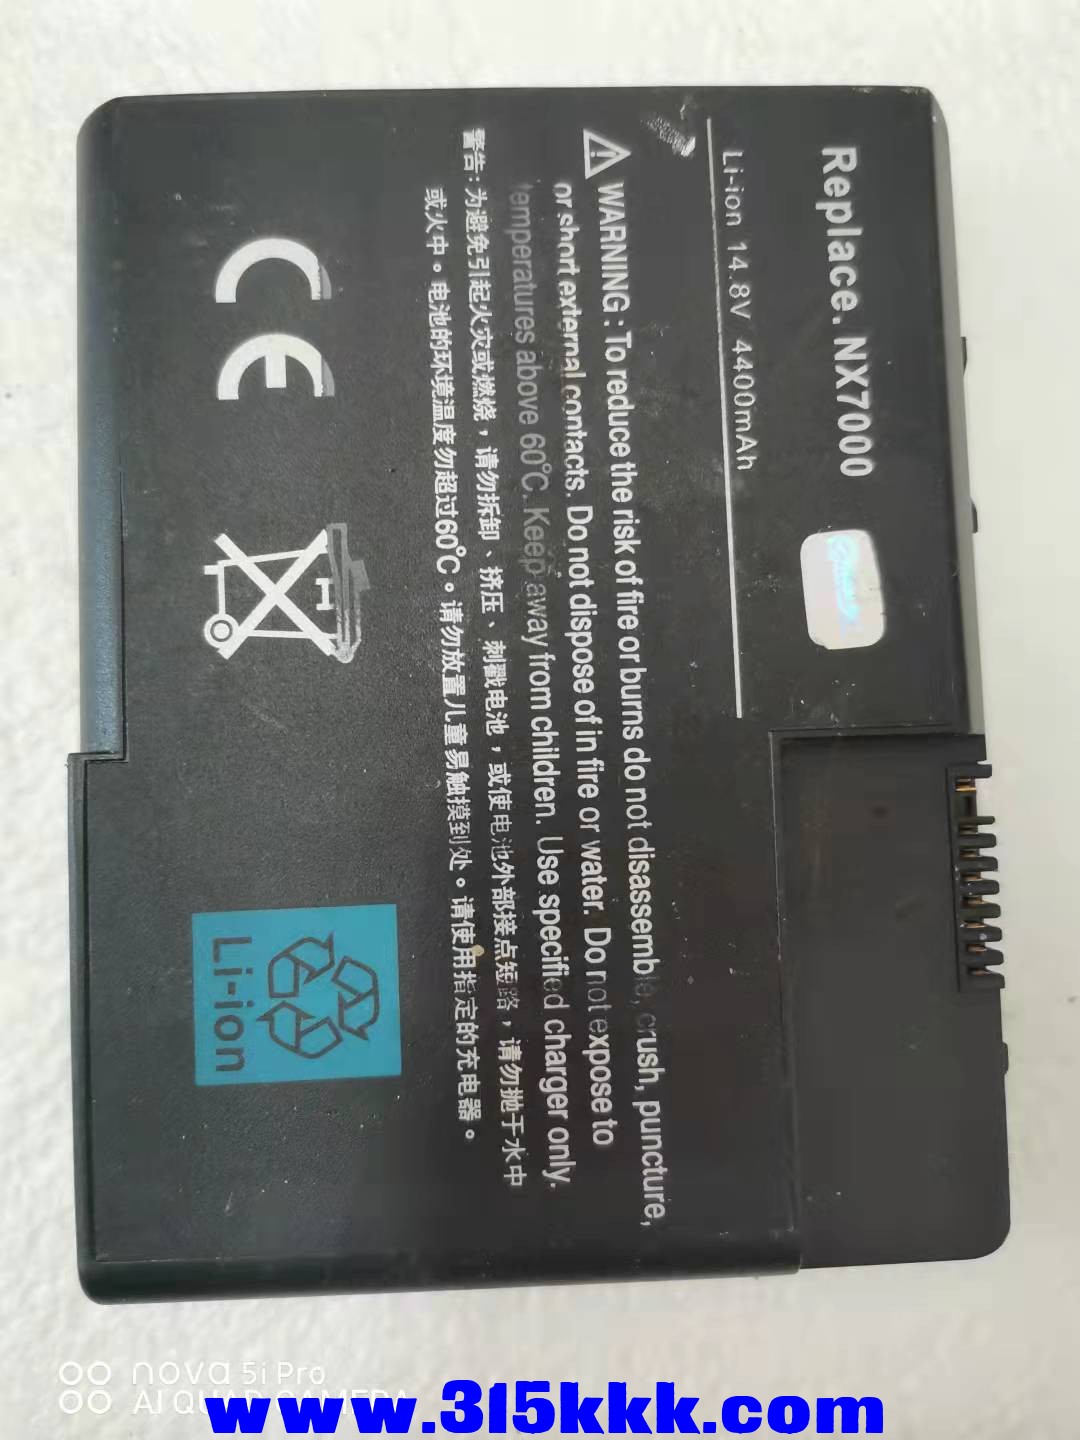 Replace. NX7000
Li-ion 14.8V 4400mAh
WARNING : To reduce the risk of fire or burns do not disassemble, crush, puncture,
or short external contacts. Do not dispose of in fire or water. Do not expose to
temperatures above 60°C. Keep away from children. Use specified charger only.
警告:为避免引起火灾或燃烧,请勿拆卸、挤压、刺戳电池,或使电池外部接点短路,请勿抛于水中
或火中。电池的环境温度勿超过60°C。请勿放置儿童易触摸到处。请使用指定的充电器。
CE
Li-ion
nova 5i Pro
AI QUAD CAMERA
www.315kkk.com